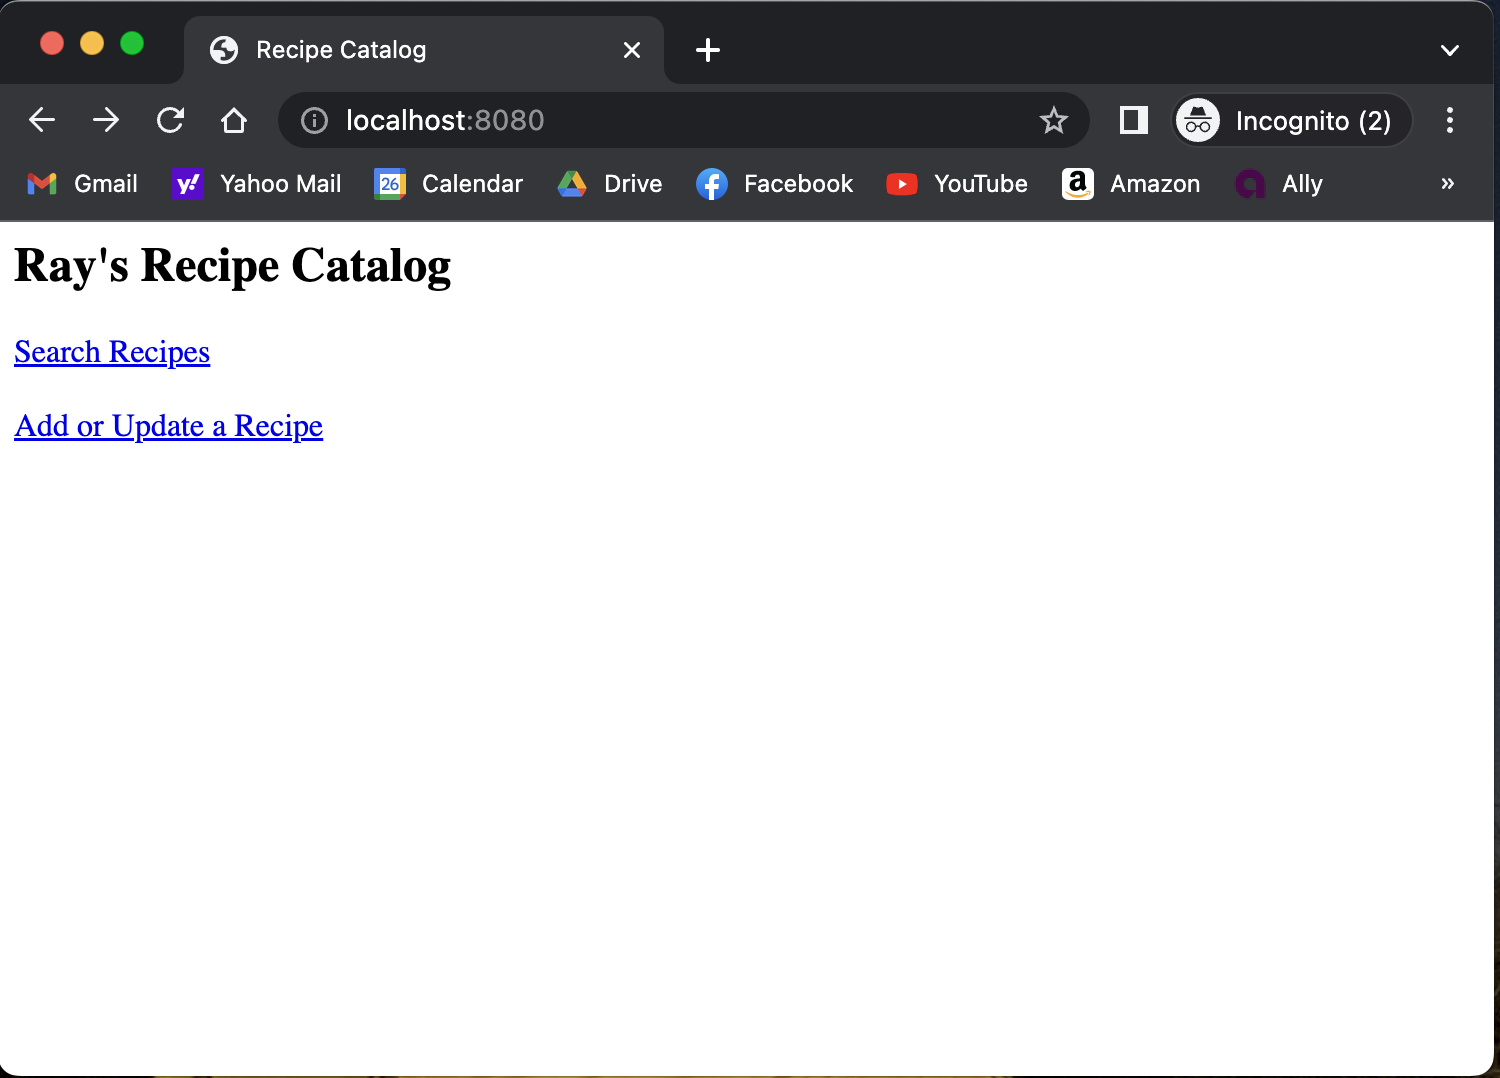 Recipe Catalog
localhost:8080
Incognito (2)
Gmail
y!
Yahoo Mail
26
Calendar
Drive
Facebook
YouTube
a
Amazon
Ally
»
Ray's Recipe Catalog
Search Recipes
Add or Update a Recipe